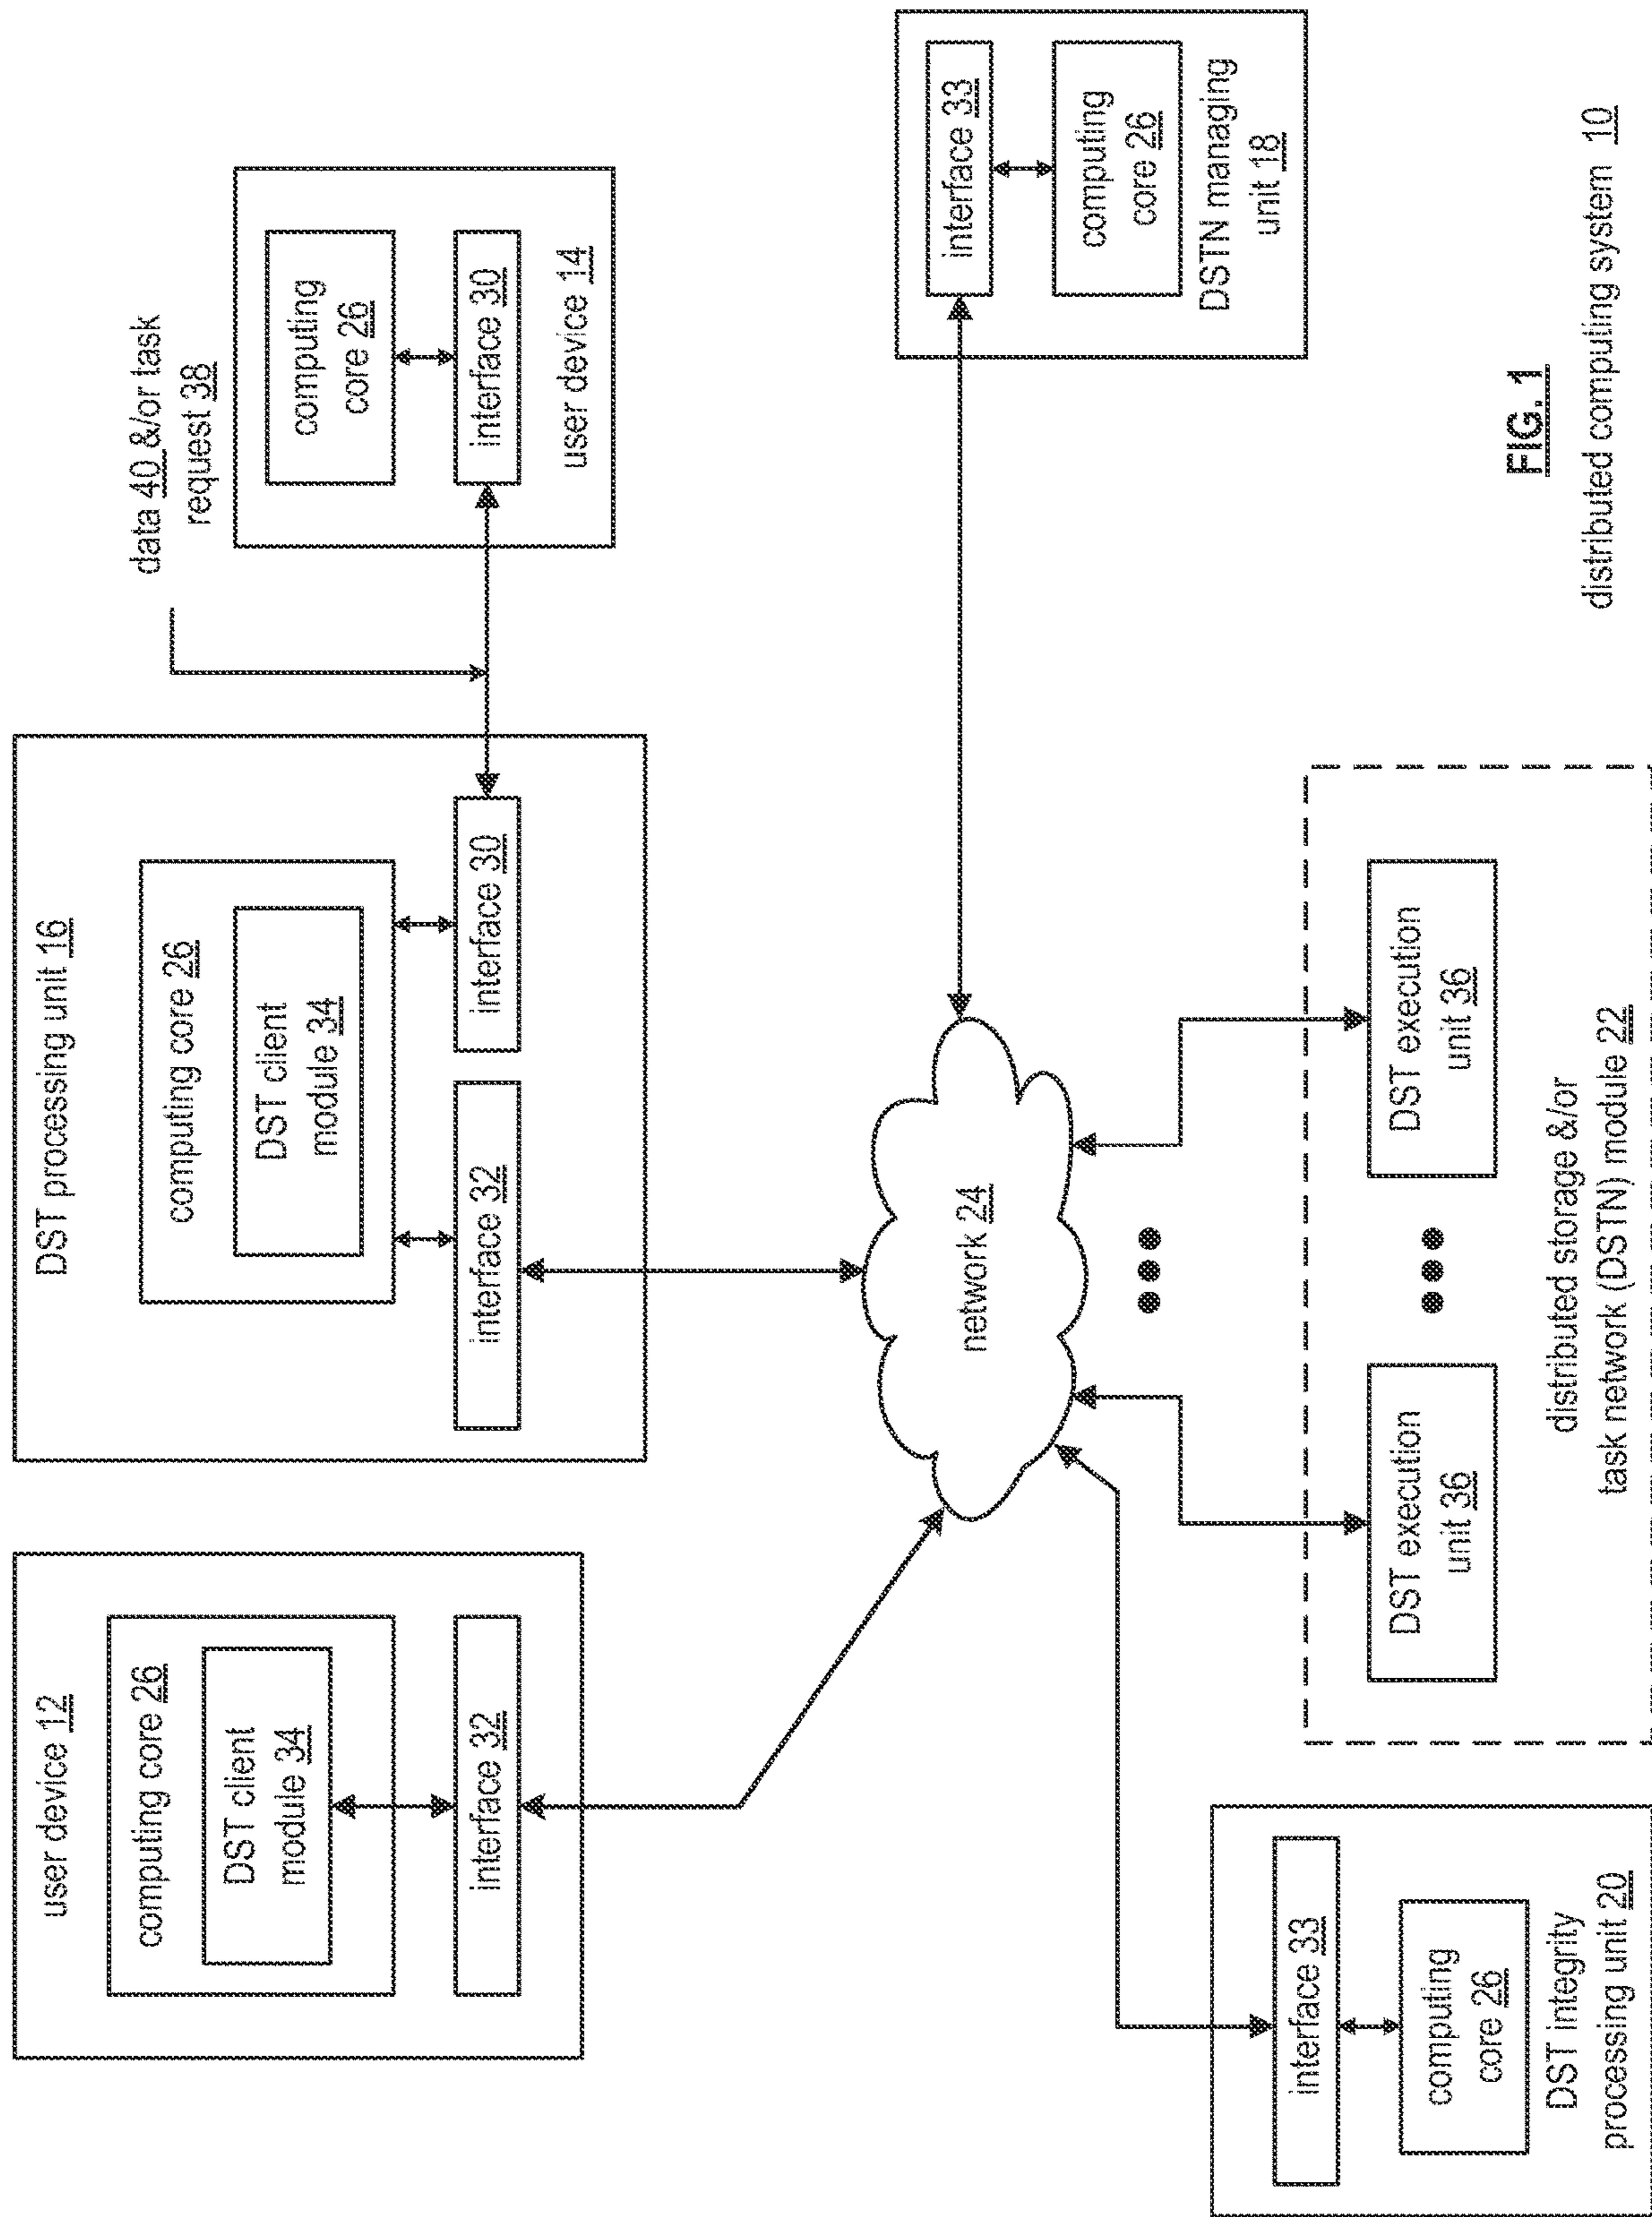 user device 12
computing core 26
DST client
module 34
interface 32
DST processing unit 16
computing core 26
DST client
module 34
interface 32
interface 30
data 40 &/or task
request 38
computing
core 26
interface 30
user device 14
network 24
interface 33
computing
core 26
DSTN managing
unit 18
interface 33
computing
core 26
DST integrity
processing unit 20
DST execution
unit 36
DST execution
unit 36
distributed storage &/or
task network (DSTN) module 22
FIG. 1
distributed computing system 10